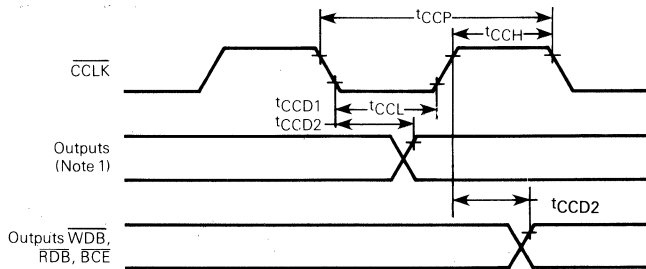 tCCP
tCCH
CCLK
tCCD1
tCCL
tCCD2
Outputs
(Note 1)
tCCD2
Outputs WDB,
RDB, BCE